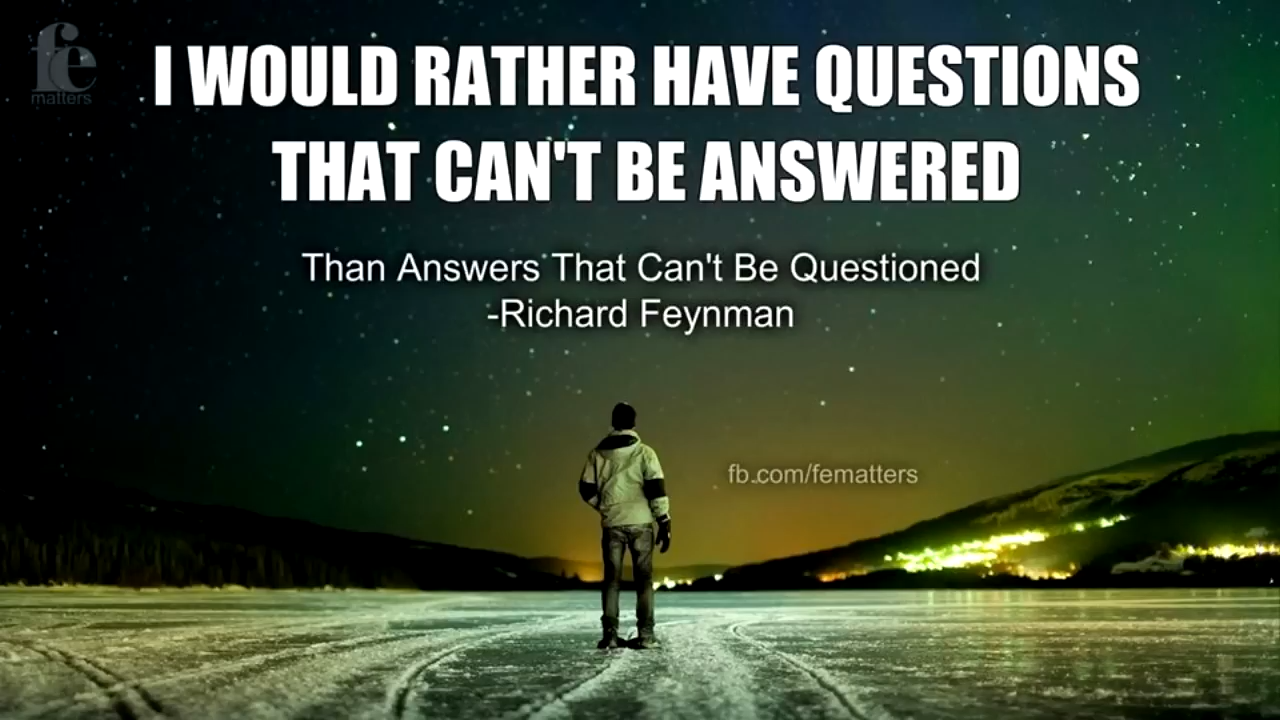 fe
matters
I WOULD RATHER HAVE QUESTIONS
THAT CAN'T BE ANSWERED
Than Answers That Can't Be Questioned
-Richard Feynman
fb.com/fematters